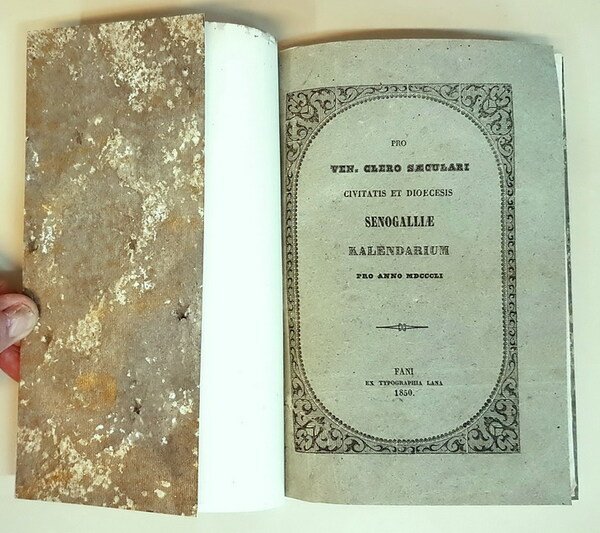 PRO
VEN. CLERO SÆCULARI
CIVITATIS ET DIOECESIS
SENOGALLIÆ
KALENDARIUM
PRO ANNO MDCCCLI
FANI
EX TYPOGRAPHIA LANA
1850.